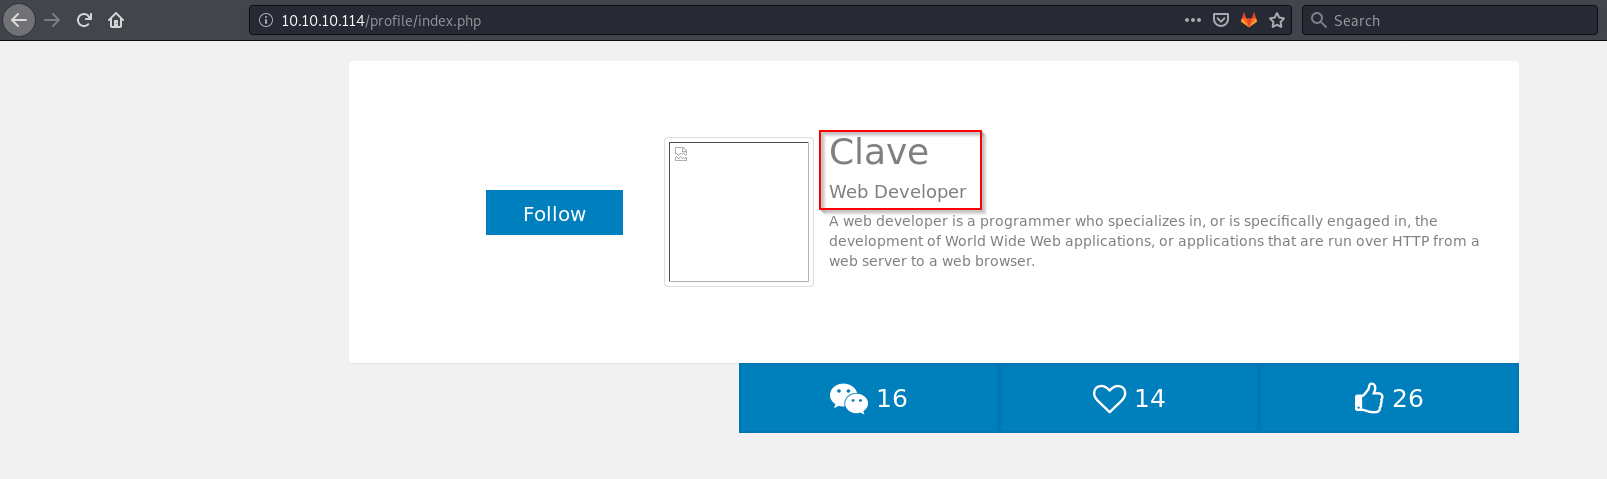 10.10.10.114/profile/index.php
Search
Follow
Clave
Web Developer
A web developer is a programmer who specializes in, or is specifically engaged in, the
development of World Wide Web applications, or applications that are run over HTTP from a
web server to a web browser.
16
14
26